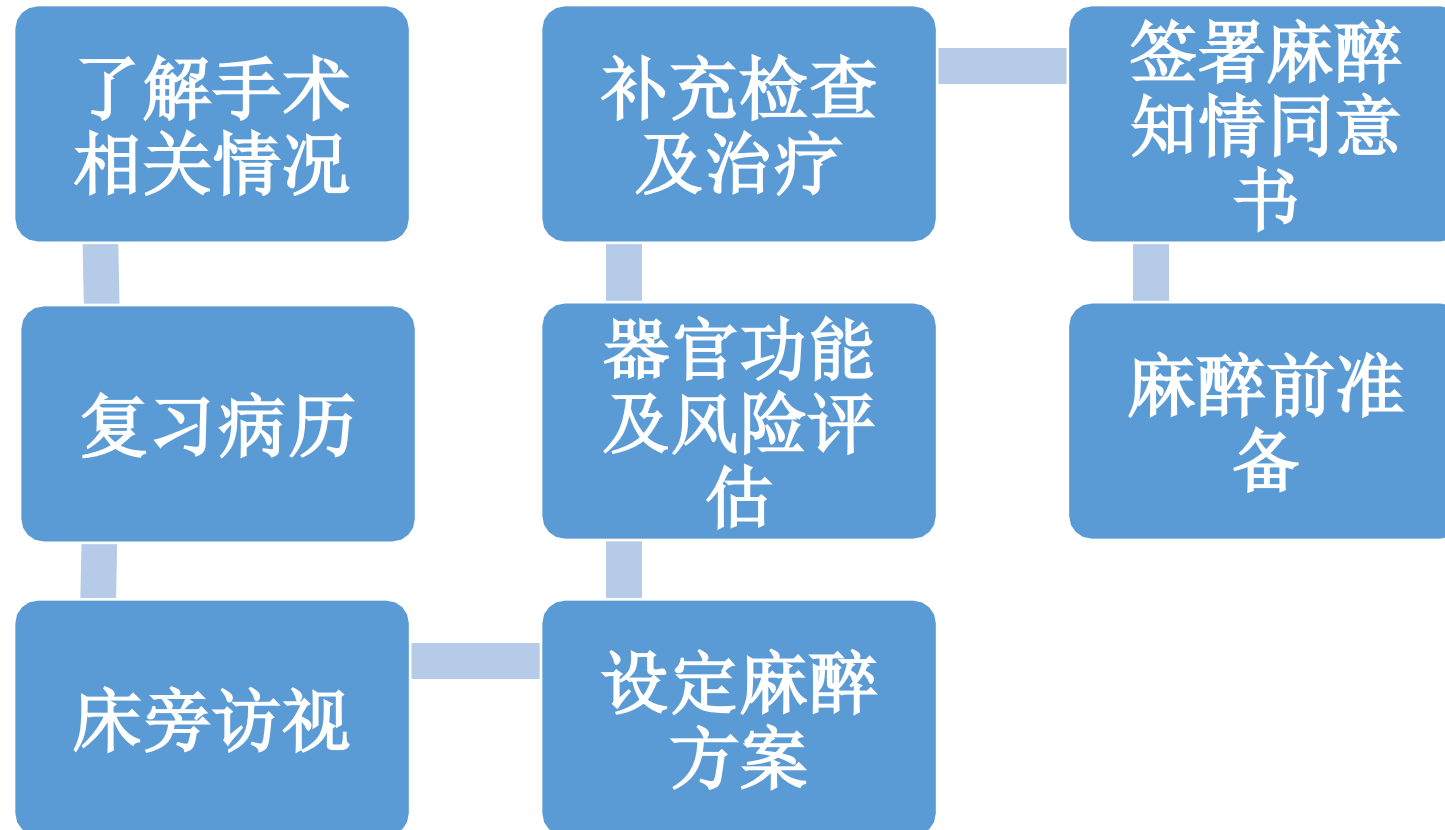 了解手术
相关情况
复习病历
床旁访视
设定麻醉
方案
器官功能
及风险评
估
补充检查
及治疗
签署麻醉
知情同意
书
麻醉前准
备